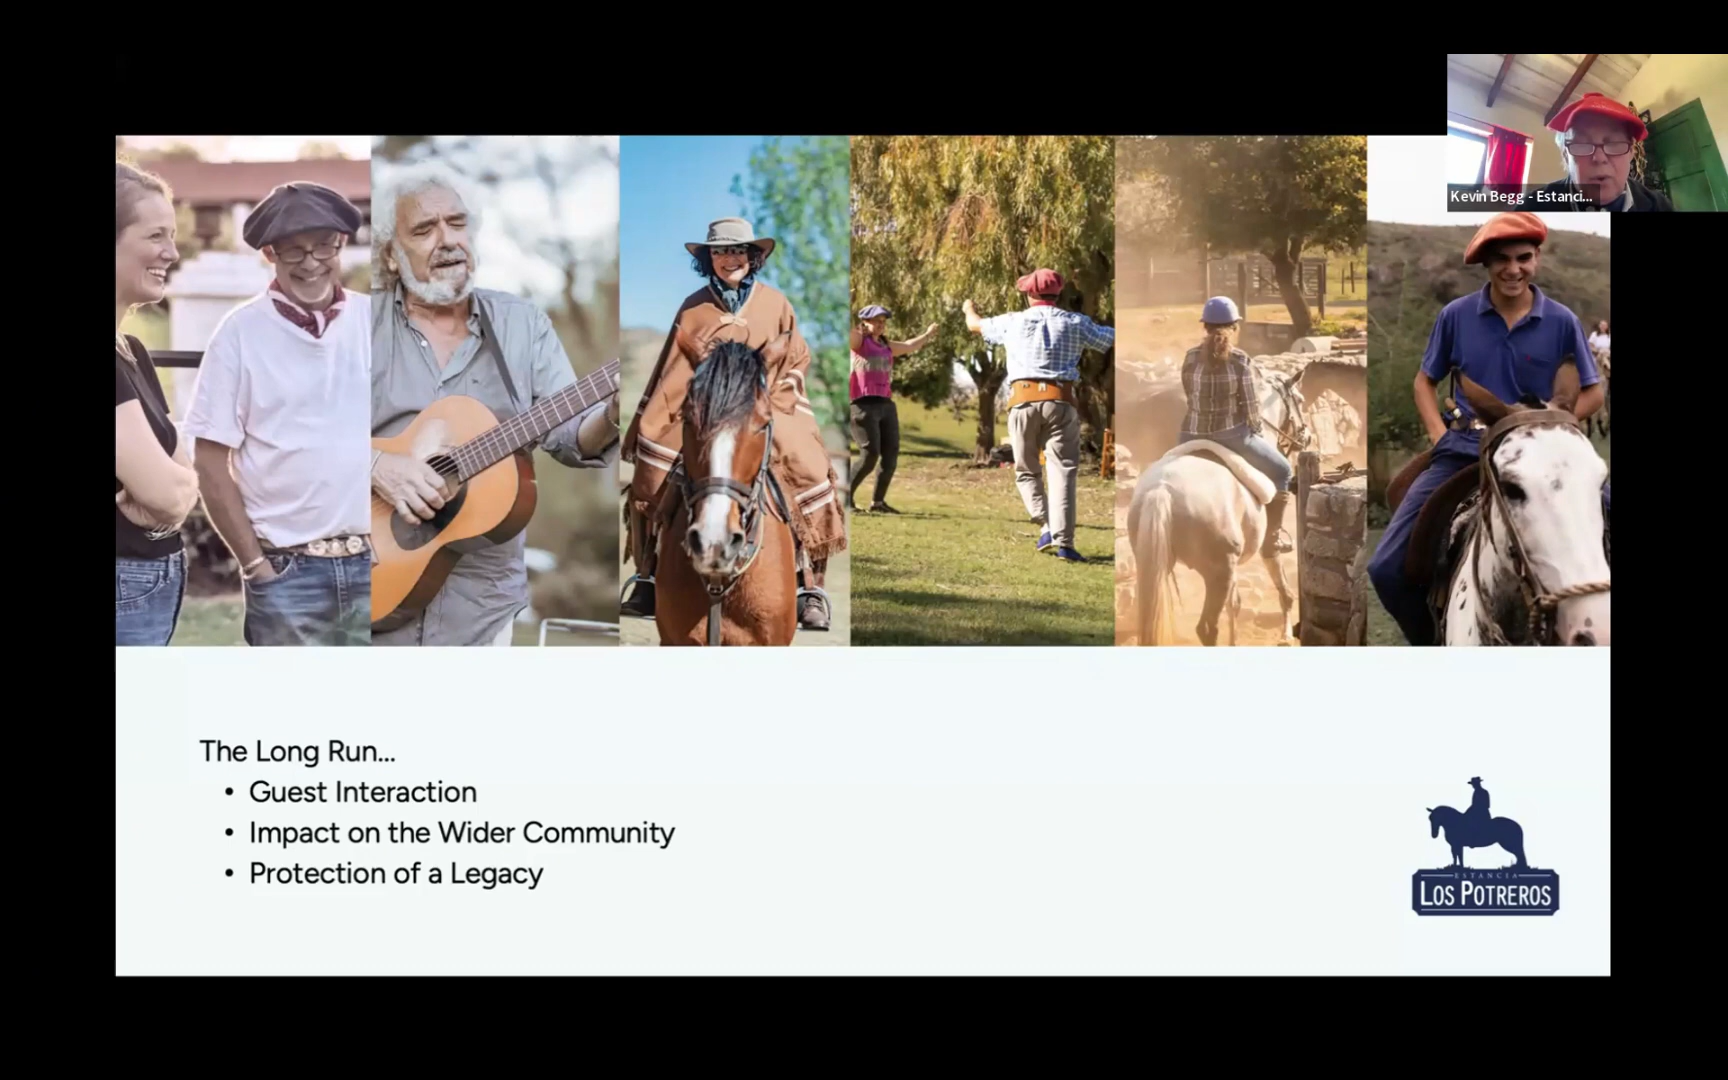 Kevin Begg - Estanci...
The Long Run...
• Guest Interaction
• Impact on the Wider Community
• Protection of a Legacy
ESTANCIA
LOS POTREROS